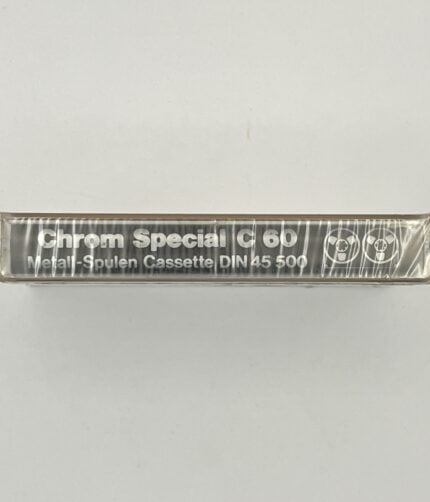 Chrom Special C 60
Metall-Spulen Cassette DIN 45 500